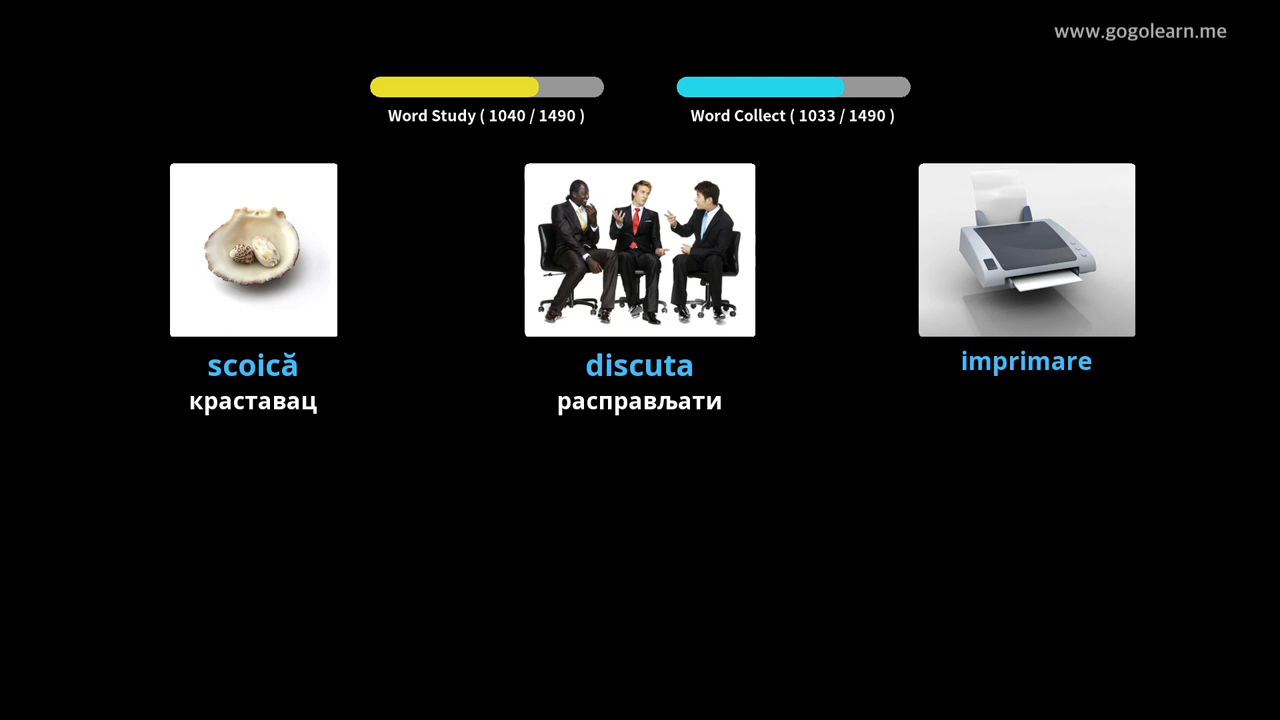 www.gogolearn.me
Word Study ( 1040 / 1490 )
Word Collect ( 1033 / 1490 )
scoică
discuta
imprimare
краставац
расправљати